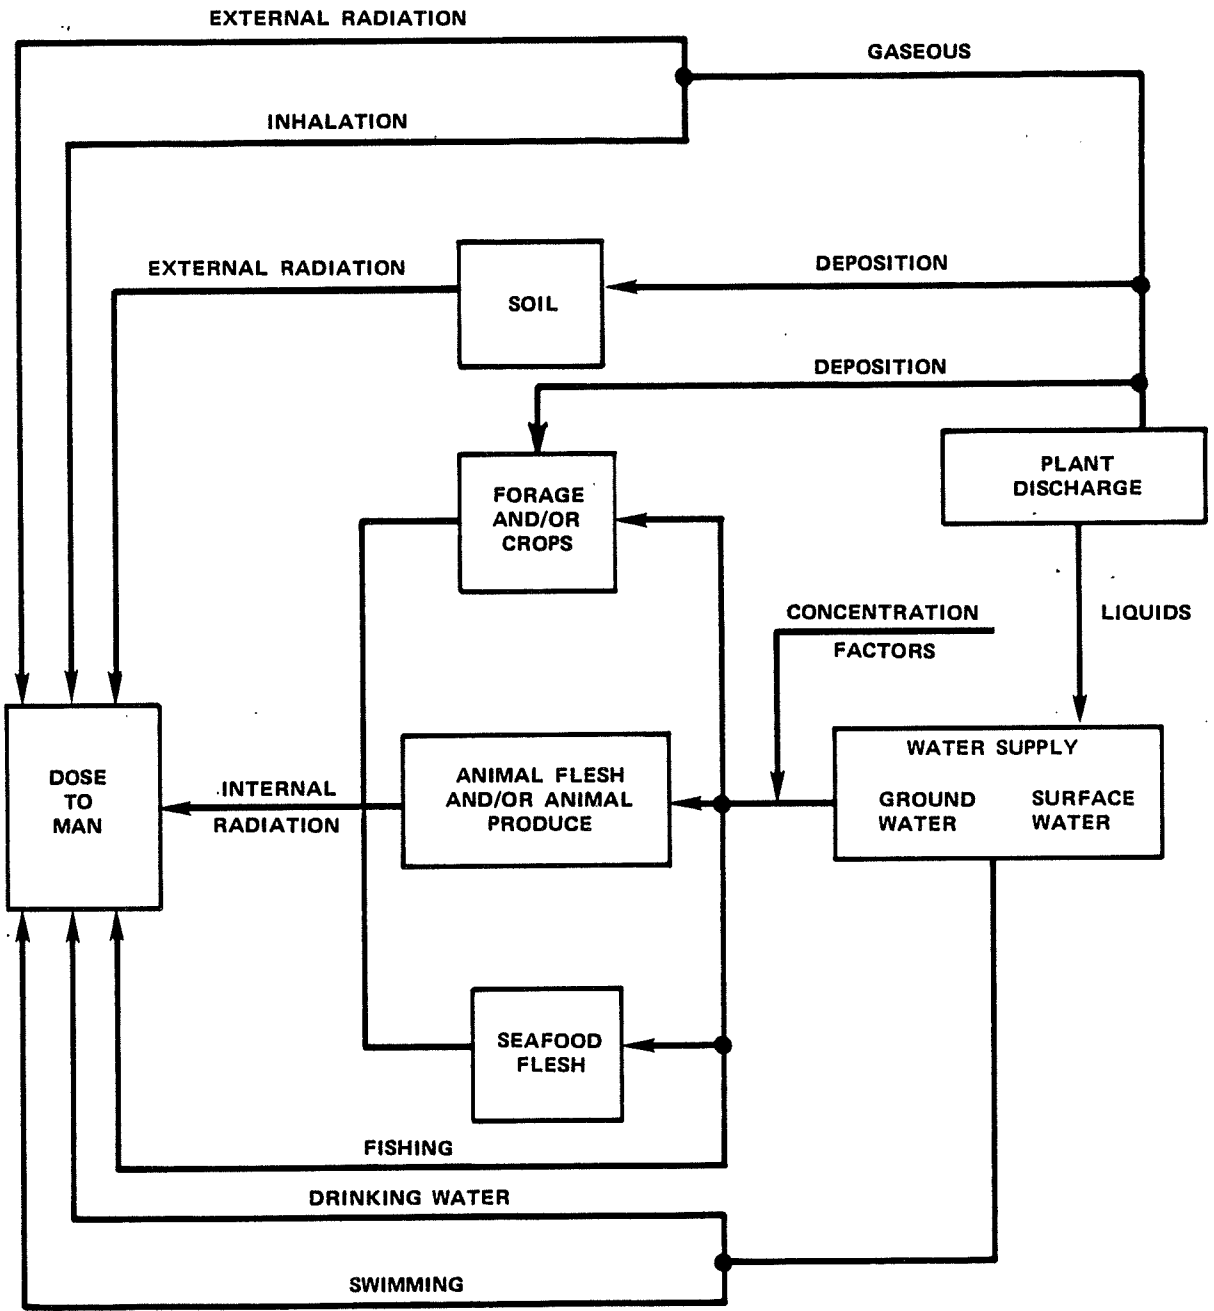 EXTERNAL RADIATION
GASEOUS
INHALATION
EXTERNAL RADIATION
SOIL
DEPOSITION
DEPOSITION
PLANT
DISCHARGE
FORAGE
AND/OR
CROPS
CONCENTRATION
FACTORS
LIQUIDS
WATER SUPPLY
GROUND
WATER
SURFACE
WATER
DOSE
TO
MAN
INTERNAL
RADIATION
ANIMAL FLESH
AND/OR ANIMAL
PRODUCE
SEAFOOD
FLESH
FISHING
DRINKING WATER
SWIMMING